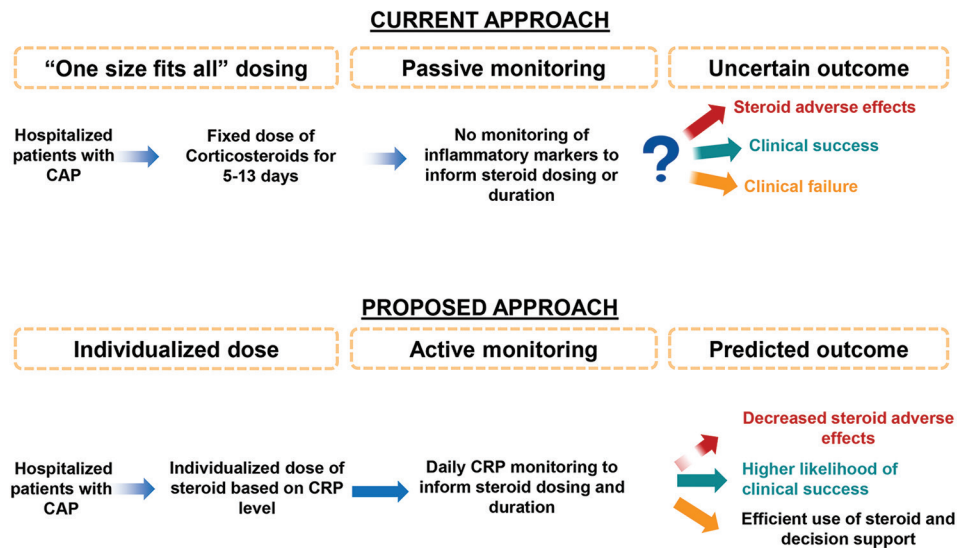 CURRENT APPROACH
“One size fits all” dosing
Passive monitoring
Uncertain outcome
Hospitalized
patients with
CAP
Fixed dose of
Corticosteroids for
5-13 days
No monitoring of
inflammatory markers to
inform steroid dosing or
duration
?
Steroid adverse effects
Clinical success
Clinical failure
PROPOSED APPROACH
Individualized dose
Active monitoring
Predicted outcome
Hospitalized
patients with
CAP
Individualized dose of
steroid based on CRP
level
Daily CRP monitoring to
inform steroid dosing and
duration
Decreased steroid adverse
effects
Higher likelihood of
clinical success
Efficient use of steroid and
decision support